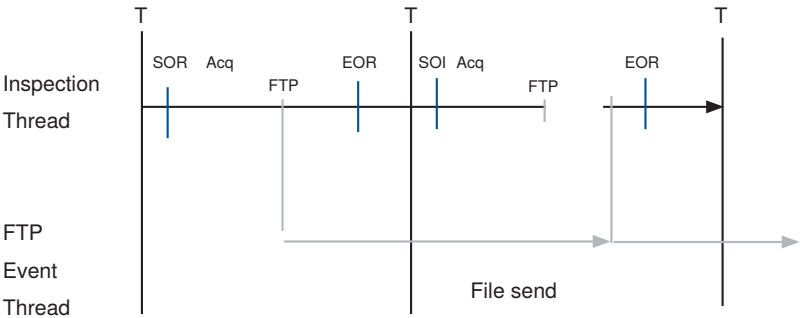 T T T
SOR Acq EOR SOI Acq EOR
FTP FTP
Inspection
Thread
FTP
Event
Thread
File send